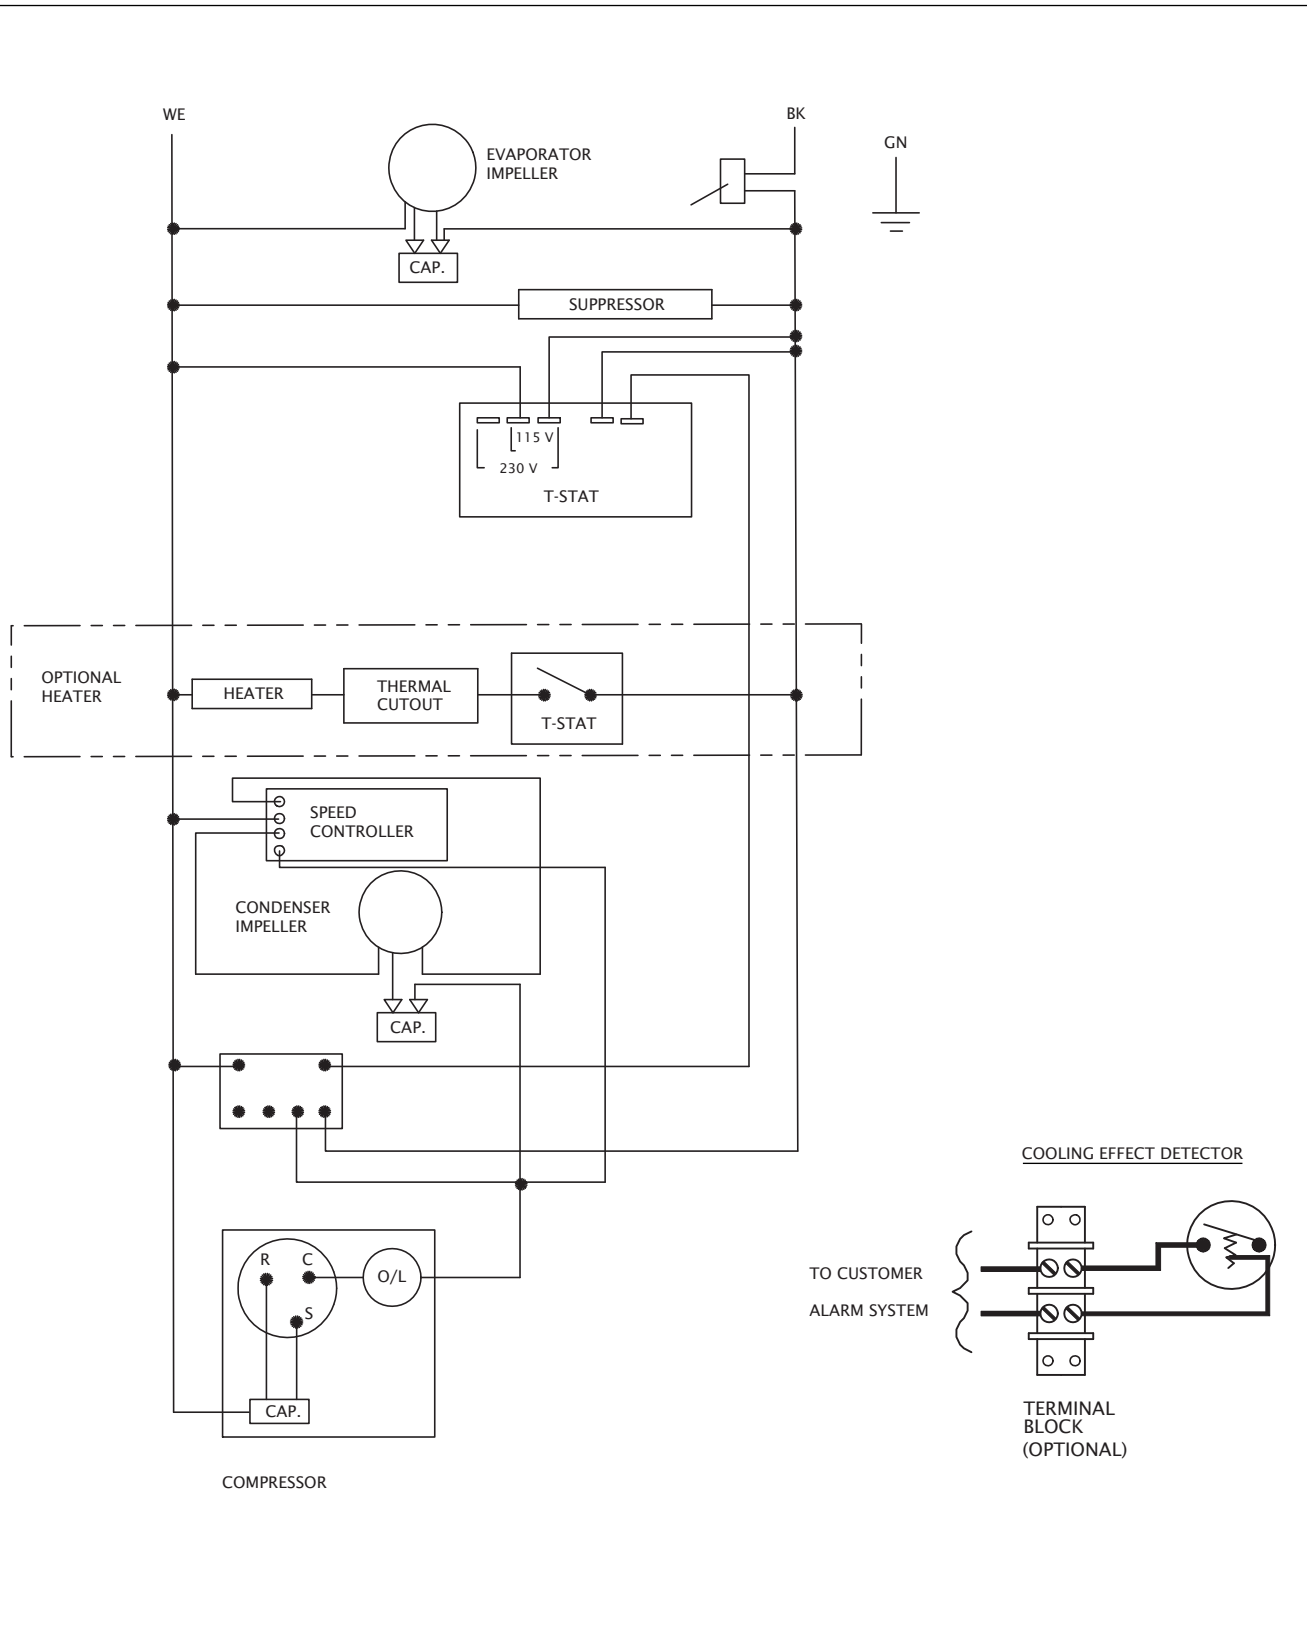 WE
BK
GN
EVAPORATOR
IMPELLER
CAP.
SUPPRESSOR
115 V
230 V
T-STAT
OPTIONAL
HEATER
HEATER
THERMAL
CUTOUT
T-STAT
SPEED
CONTROLLER
CONDENSER
IMPELLER
CAP.
COOLING EFFECT DETECTOR
R
C
O/L
S
TO CUSTOMER
ALARM SYSTEM
CAP.
TERMINAL
BLOCK
(OPTIONAL)
COMPRESSOR